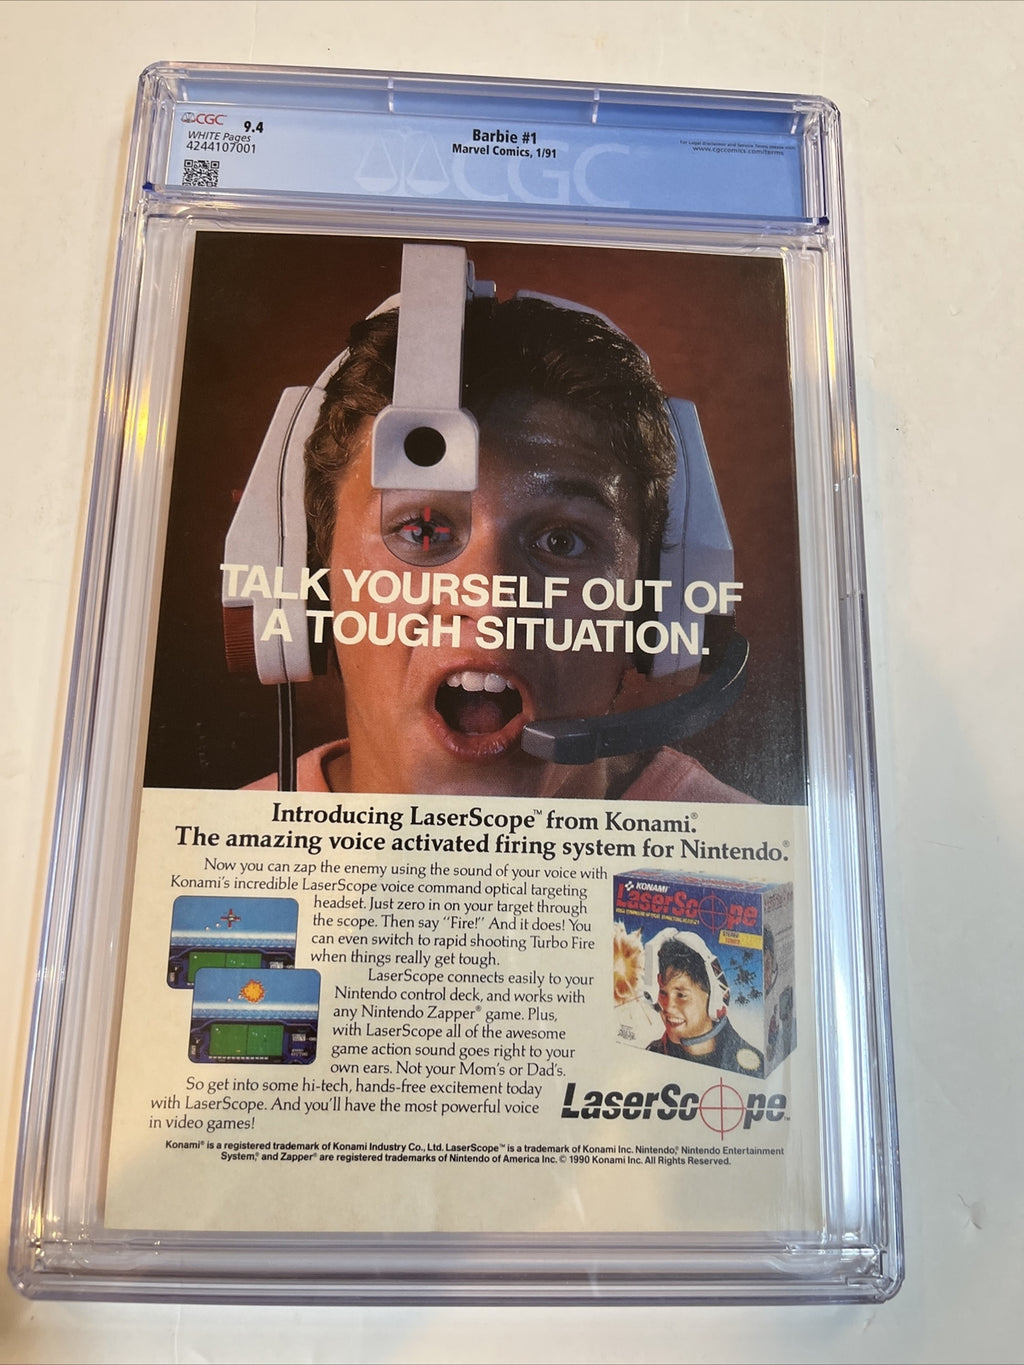 CGC 9.4
WHITE Pages
4244107001
Barbie #1
Marvel Comics, 1/91
www.cgccomics.com/terms
CGC
TALK YOURSELF OUT OF
A TOUGH SITUATION.
Introducing LaserScope™ from Konami.®
The amazing voice activated firing system for Nintendo.®
Now you can zap the enemy using the sound of your voice with
Konami's incredible LaserScope voice command optical targeting
headset. Just zero in on your target through
the scope. Then say "Fire!" And it does! You
can even switch to rapid shooting Turbo Fire
when things really get tough.
LaserScope connects easily to your
Nintendo control deck, and works with
any Nintendo Zapper® game. Plus,
with LaserScope all of the awesome
game action sound goes right to your
own ears. Not your Mom's or Dad's.
So get into some hi-tech, hands-free excitement today
with LaserScope. And you'll have the most powerful voice
in video games!
KONAMI
LaserScope
LaserScope™
Konami® is a registered trademark of Konami Industry Co., Ltd. LaserScope™ is a trademark of Konami Inc. Nintendo,® Nintendo Entertainment
System,® and Zapper® are registered trademarks of Nintendo of America Inc. © 1990 Konami Inc. All Rights Reserved.